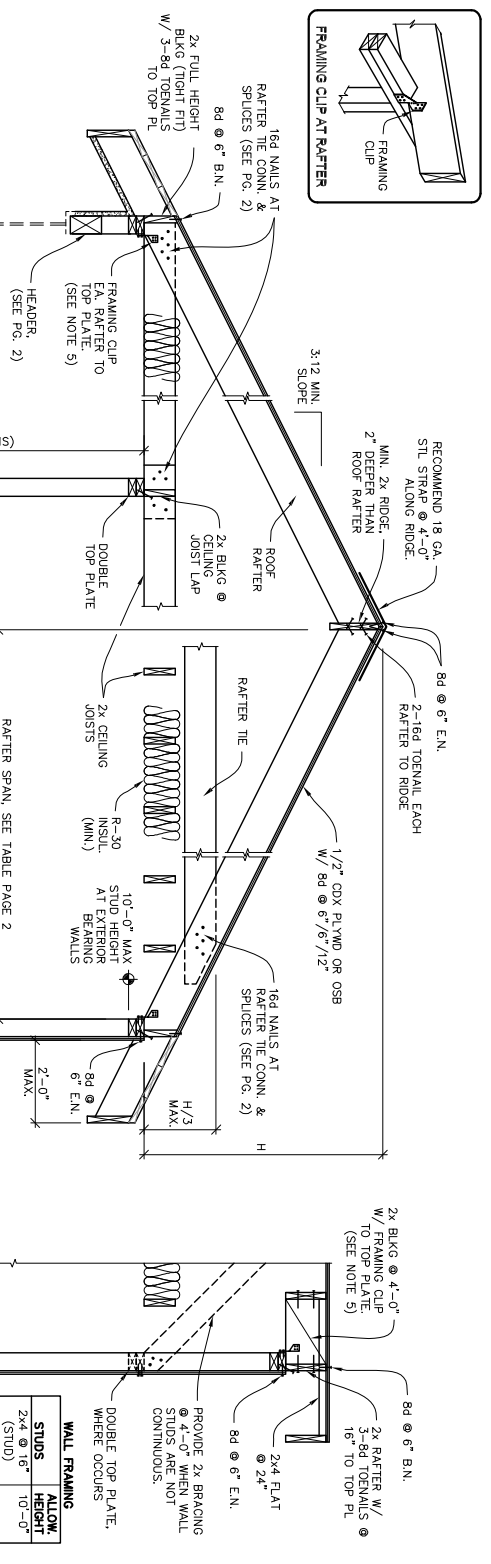 FRAMING CLIP AT RAFTER
FRAMING
CLIP
16d NAILS AT
RAFTER TIE CONN. &
SPLICES (SEE PG. 2)
2x FULL HEIGHT
BLKG (TIGHT FIT)
W/ 3-8d TOENAILS
TO TOP PL
8d @ 6" B.N.
FRAMING CLIP
EA. RAFTER TO
TOP PLATE.
(SEE NOTE 5)
HEADER,
(SEE PG. 2)
3:12 MIN.
SLOPE
ROOF
RAFTER
2x BLKG @
CEILING
JOIST LAP
DOUBLE
TOP PLATE
NS)
RECOMMEND 18 GA.
STL STRAP @ 4'-0"
ALONG RIDGE.
MIN. 2x RIDGE,
2" DEEPER THAN
ROOF RAFTER
8d @ 6" E.N.
2-16d TOENAIL EACH
RAFTER TO RIDGE
1/2" CDX PLYWD OR OSB
W/ 8d @ 6"/6"/12"
RAFTER TIE
2x CEILING
JOISTS
R-30
INSUL.
(MIN.)
16d NAILS AT
RAFTER TIE CONN. &
SPLICES (SEE PG. 2)
10'-0" MAX
STUD HEIGHT
AT EXTERIOR
BEARING
WALLS
RAFTER SPAN, SEE TABLE PAGE 2
8d @
6" E.N.
2'-0"
MAX.
H/3
MAX.
H
2x BLKG @ 4'-0"
W/ FRAMING CLIP
TO TOP PLATE.
(SEE NOTE 5)
8d @ 6" B.N.
2x RAFTER W/
3-8d TOENAILS @
16" TO TOP PL
2x4 FLAT
@ 24"
8d @ 6" E.N.
PROVIDE 2x BRACING
@ 4'-0" WHEN WALL
STUDS ARE NOT
CONTINUOUS.
DOUBLE TOP PLATE,
WHERE OCCURS
WALL FRAMING
STUDS
ALLOW.
HEIGHT
2x4 @ 16"
(STUD)
10'-0"